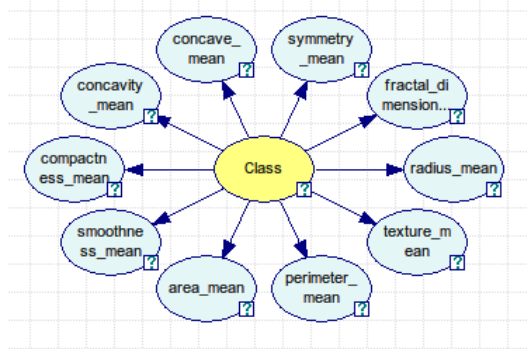 concave_
mean
symmetry
_mean
concavity
_mean
fractal_di
mension...
compactn
ess_mean
Class
radius_mean
smoothne
ss_mean
texture_m
ean
area_mean
perimeter_
mean
?
?
?
?
?
?
?
?
?
?
?